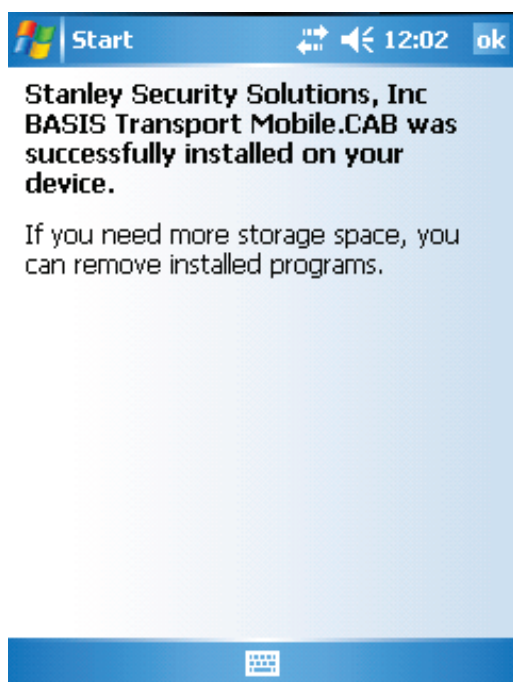 Start 12:02 ok
Stanley Security Solutions, Inc
BASIS Transport Mobile.CAB was
successfully installed on your
device.
If you need more storage space, you
can remove installed programs.